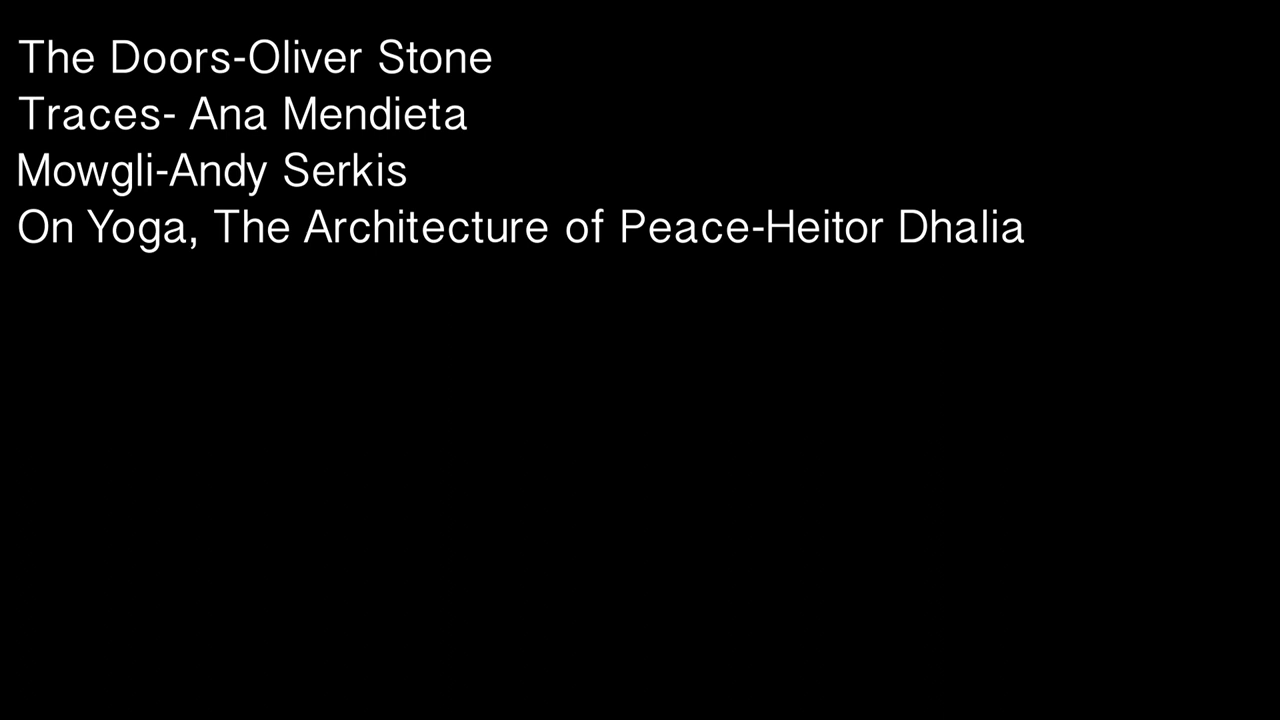 The Doors-Oliver Stone
Traces- Ana Mendieta
Mowgli-Andy Serkis
On Yoga, The Architecture of Peace-Heitor Dhalia